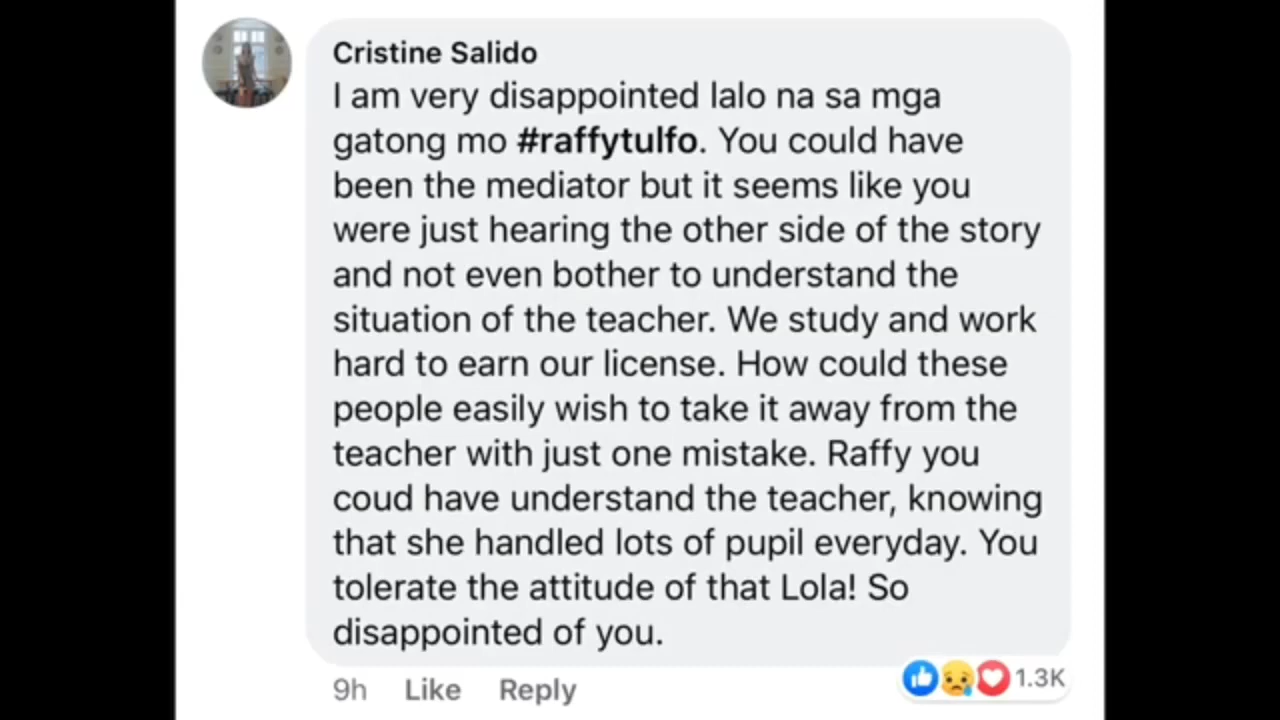 Cristine Salido
I am very disappointed lalo na sa mga
gatong mo #raffytulfo. You could have
been the mediator but it seems like you
were just hearing the other side of the story
and not even bother to understand the
situation of the teacher. We study and work
hard to earn our license. How could these
people easily wish to take it away from the
teacher with just one mistake. Raffy you
coud have understand the teacher, knowing
that she handled lots of pupil everyday. You
tolerate the attitude of that Lola! So
disappointed of you.
9h Like Reply 1.3K